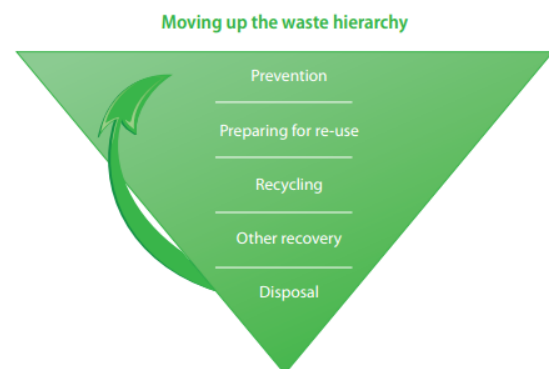 Moving up the waste hierarchy
Prevention
Preparing for re-use
Recycling
Other recovery
Disposal